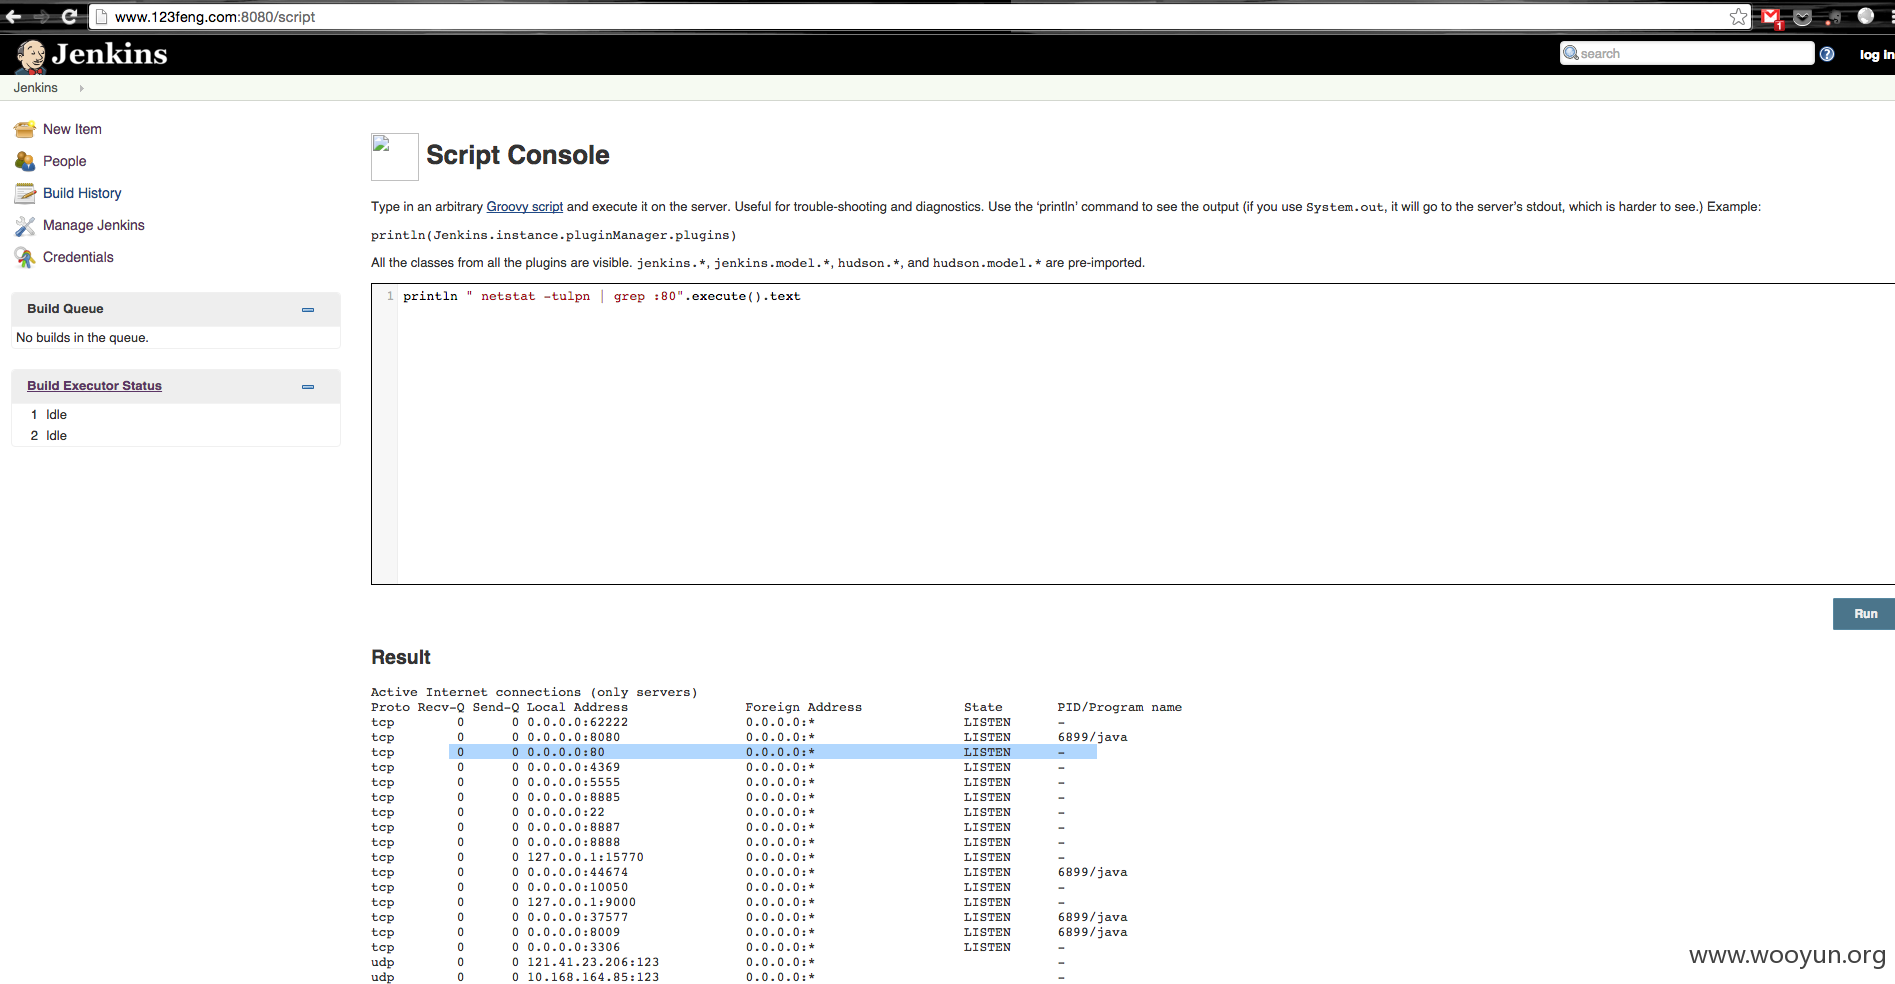 www.123feng.com:8080/script
1
Jenkins
search
?
log in
Jenkins
New Item
People
Build History
Manage Jenkins
Credentials
Build Queue
No builds in the queue.
Build Executor Status
1 Idle
2 Idle
Script Console
Type in an arbitrary Groovy script and execute it on the server. Useful for trouble-shooting and diagnostics. Use the ‘println’ command to see the output (if you use System.out, it will go to the server’s stdout, which is harder to see.) Example:
println(Jenkins.instance.pluginManager.plugins)
All the classes from all the plugins are visible. jenkins.*, jenkins.model.*, hudson.*, and hudson.model.* are pre-imported.
1 println " netstat -tulpn | grep :80".execute().text
Run
Result
Active Internet connections (only servers)
Proto Recv-Q Send-Q Local Address Foreign Address State PID/Program name
tcp 0 0 0.0.0.0:62222 0.0.0.0:* LISTEN -
tcp 0 0 0.0.0.0:8080 0.0.0.0:* LISTEN 6899/java
tcp 0 0 0.0.0.0:80 0.0.0.0:* LISTEN -
tcp 0 0 0.0.0.0:4369 0.0.0.0:* LISTEN -
tcp 0 0 0.0.0.0:5555 0.0.0.0:* LISTEN -
tcp 0 0 0.0.0.0:8885 0.0.0.0:* LISTEN -
tcp 0 0 0.0.0.0:22 0.0.0.0:* LISTEN -
tcp 0 0 0.0.0.0:8887 0.0.0.0:* LISTEN -
tcp 0 0 0.0.0.0:8888 0.0.0.0:* LISTEN -
tcp 0 0 127.0.0.1:15770 0.0.0.0:* LISTEN -
tcp 0 0 0.0.0.0:44674 0.0.0.0:* LISTEN 6899/java
tcp 0 0 0.0.0.0:10050 0.0.0.0:* LISTEN -
tcp 0 0 127.0.0.1:9000 0.0.0.0:* LISTEN -
tcp 0 0 0.0.0.0:37577 0.0.0.0:* LISTEN 6899/java
tcp 0 0 0.0.0.0:8009 0.0.0.0:* LISTEN 6899/java
tcp 0 0 0.0.0.0:3306 0.0.0.0:* LISTEN -
udp 0 0 121.41.23.206:123 0.0.0.0:* -
udp 0 0 10.168.164.85:123 0.0.0.0:* -
www.wooyun.org